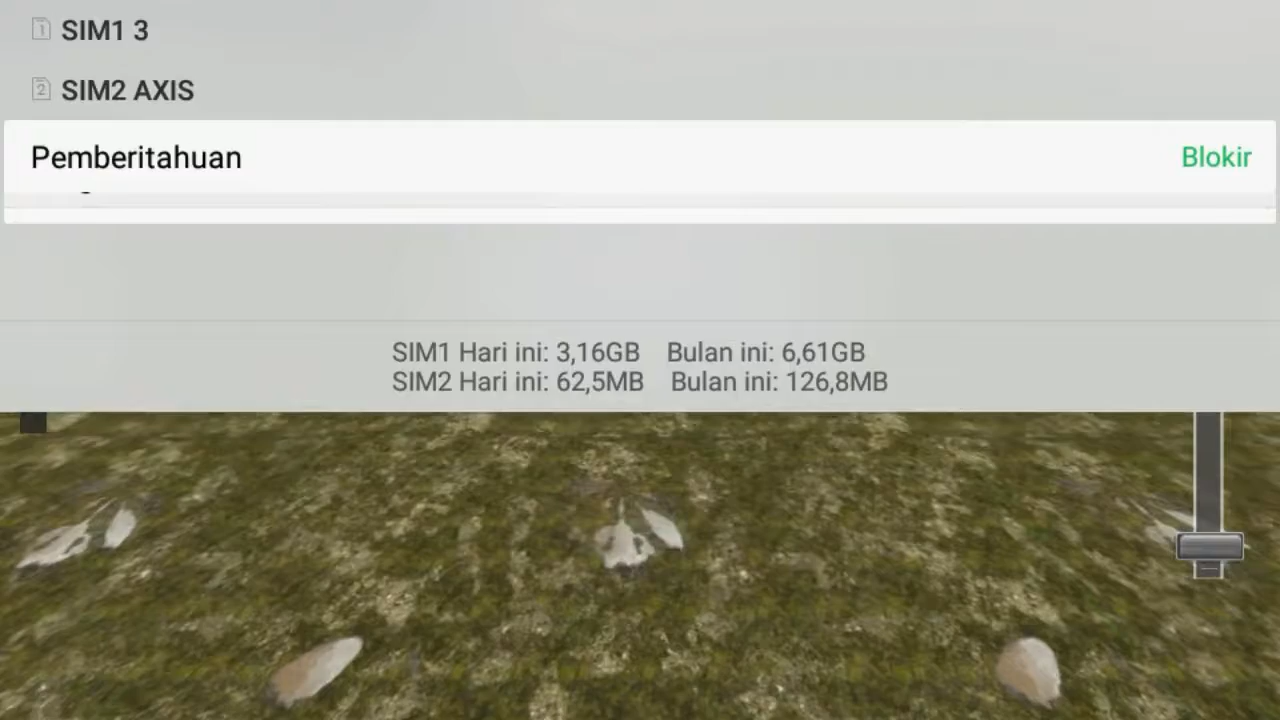 SIM1 3
SIM2 AXIS
Pemberitahuan
Blokir
SIM1 Hari ini: 3,16GB Bulan ini: 6,61GB
SIM2 Hari ini: 62,5MB Bulan ini: 126,8MB